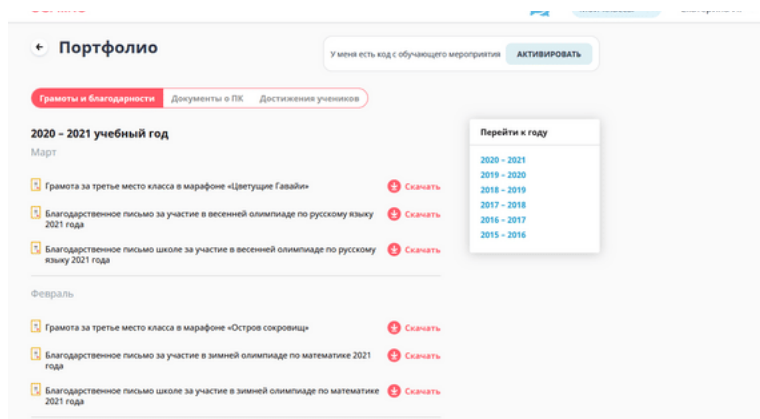 Портфолио
У меня есть код с обучающего мероприятия
АКТИВИРОВАТЬ
Грамоты и благодарности
Документы о ПК
Достижения учеников
2020 – 2021 учебный год
Март
Грамота за третье место класса в марафоне «Цветущие Гавайи»
Скачать
Благодарственное письмо за участие в весенней олимпиаде по русскому языку
2021 года
Скачать
Благодарственное письмо школе за участие в весенней олимпиаде по русскому
языку 2021 года
Скачать
Февраль
Грамота за третье место класса в марафоне «Остров сокровищ»
Скачать
Благодарственное письмо за участие в зимней олимпиаде по математике 2021
года
Скачать
Благодарственное письмо школе за участие в зимней олимпиаде по математике
2021 года
Скачать
Перейти к году
2020 – 2021
2019 – 2020
2018 – 2019
2017 – 2018
2016 – 2017
2015 – 2016